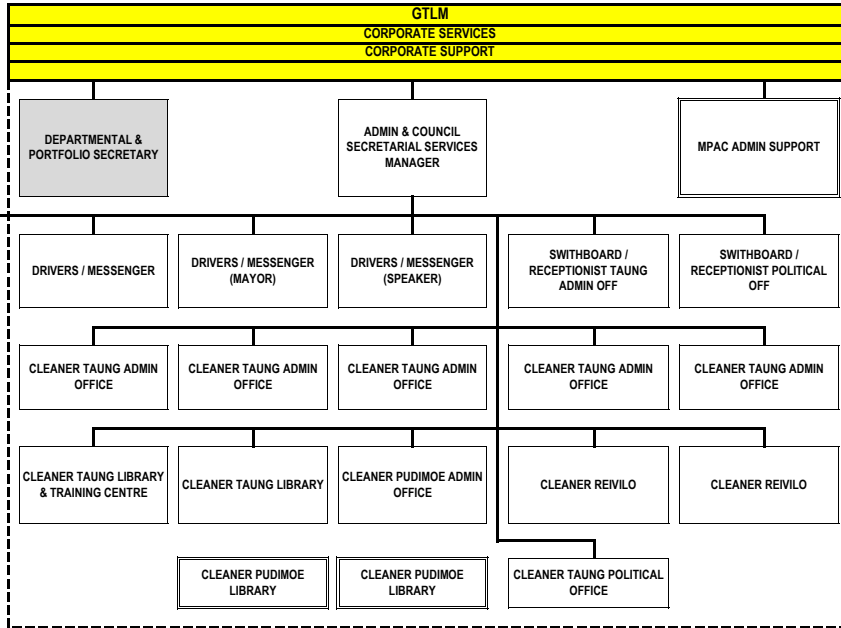 GTLM
CORPORATE SERVICES
CORPORATE SUPPORT
DEPARTMENTAL &
PORTFOLIO SECRETARY
ADMIN & COUNCIL
SECRETARIAL SERVICES
MANAGER
MPAC ADMIN SUPPORT
DRIVERS / MESSENGER
DRIVERS / MESSENGER
(MAYOR)
DRIVERS / MESSENGER
(SPEAKER)
SWITHBOARD /
RECEPTIONIST TAUNG
ADMIN OFF
SWITHBOARD /
RECEPTIONIST POLITICAL
OFF
CLEANER TAUNG ADMIN
OFFICE
CLEANER TAUNG ADMIN
OFFICE
CLEANER TAUNG ADMIN
OFFICE
CLEANER TAUNG ADMIN
OFFICE
CLEANER TAUNG ADMIN
OFFICE
CLEANER TAUNG LIBRARY
& TRAINING CENTRE
CLEANER TAUNG LIBRARY
CLEANER PUDIMOE ADMIN
OFFICE
CLEANER REIVILO
CLEANER REIVILO
CLEANER PUDIMOE
LIBRARY
CLEANER PUDIMOE
LIBRARY
CLEANER TAUNG POLITICAL
OFFICE